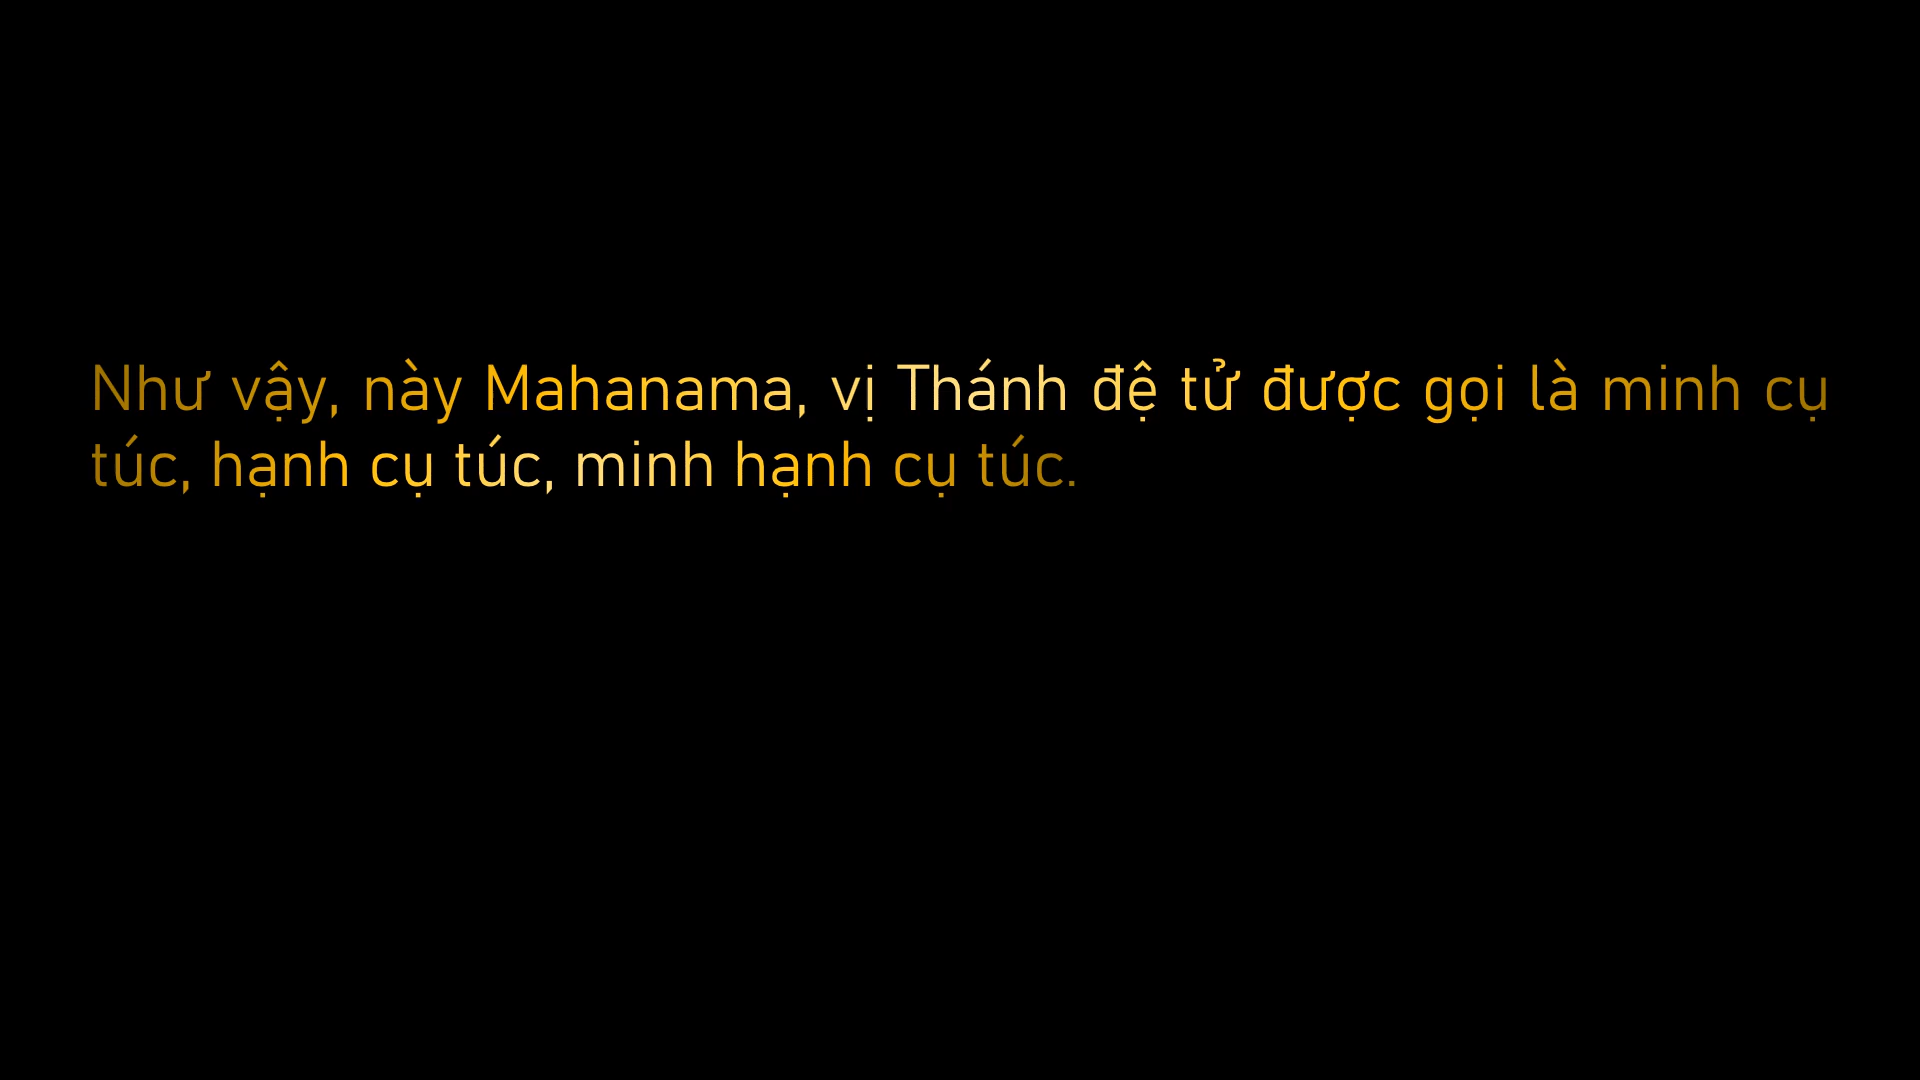 Như vậy, này Mahanama, vị Thánh đệ tử được gọi là minh cụ
túc, hạnh cụ túc, minh hạnh cụ túc.